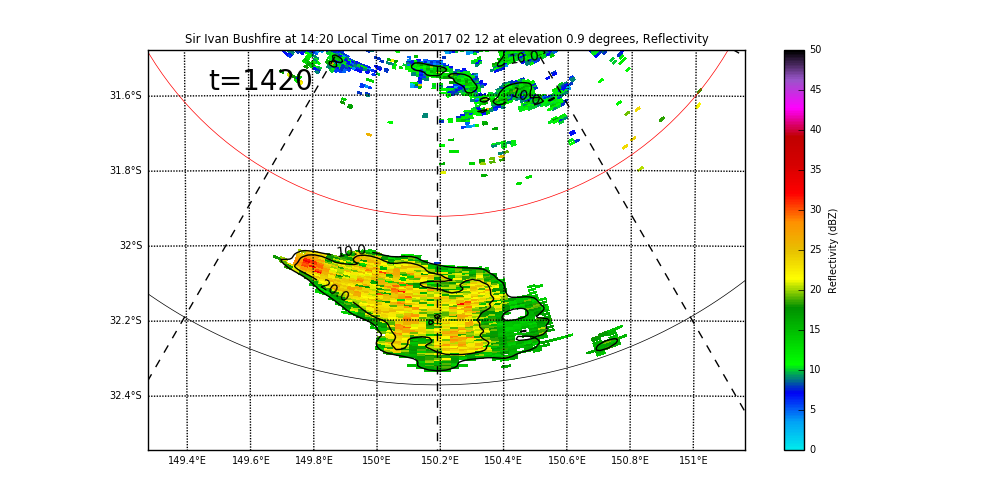 Sir Ivan Bushfire at 14:20 Local Time on 2017 02 12 at elevation 0.9 degrees, Reflectivity
t=1420
10.0
10.0
31.6°S
31.8°S
32°S
32.2°S
32.4°S
10.0
20.0
149.4°E 149.6°E 149.8°E 150°E 150.2°E 150.4°E 150.6°E 150.8°E 151°E
50
45
40
35
30
25
20
15
10
5
0
Reflectivity (dBZ)